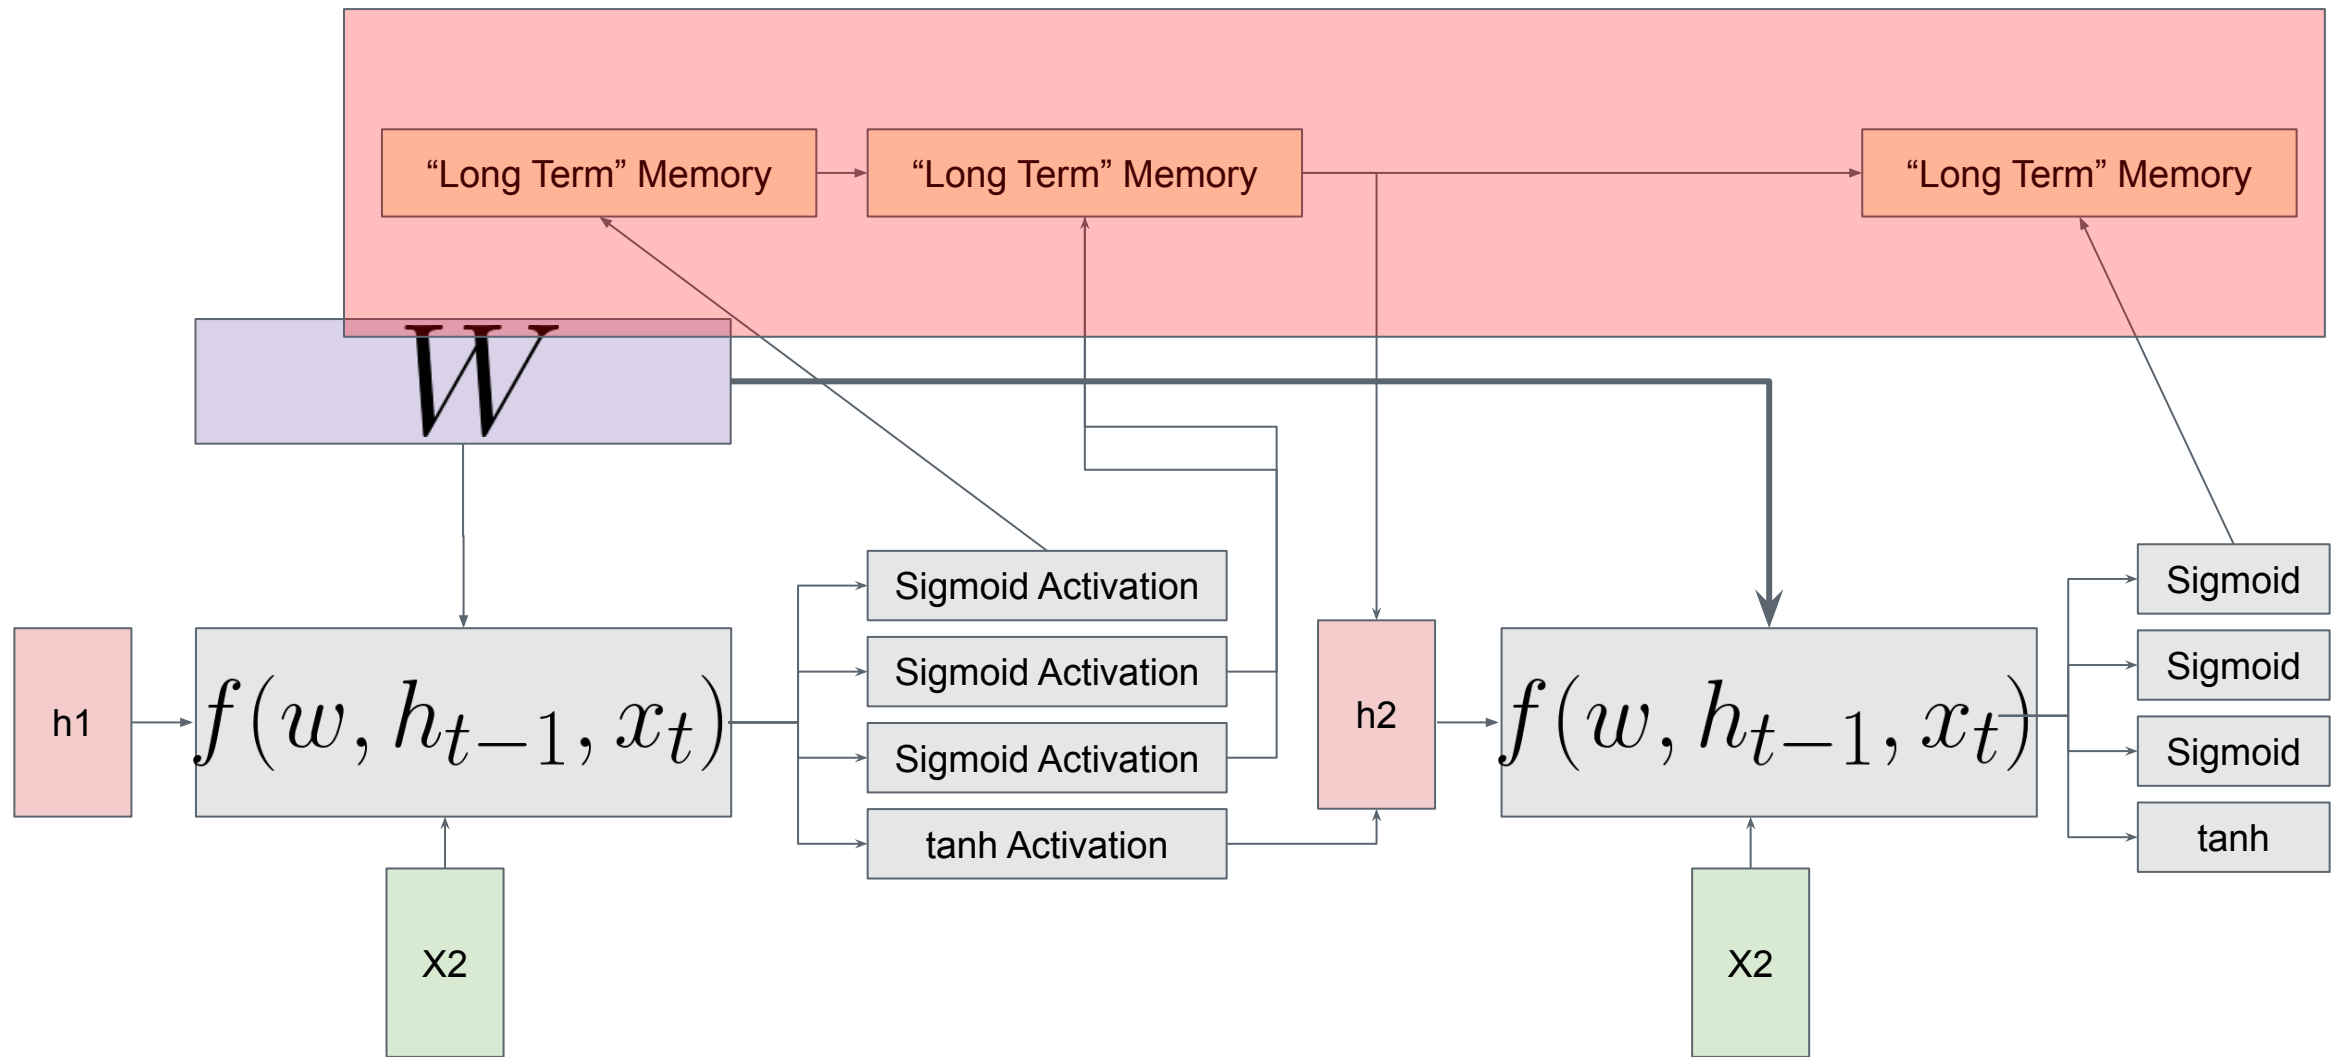 “Long Term” Memory
“Long Term” Memory
“Long Term” Memory
W
h1
f(w, h_{t-1}, x_t)
Sigmoid Activation
Sigmoid Activation
Sigmoid Activation
tanh Activation
X2
h2
f(w, h_{t-1}, x_t)
Sigmoid
Sigmoid
Sigmoid
tanh
X2